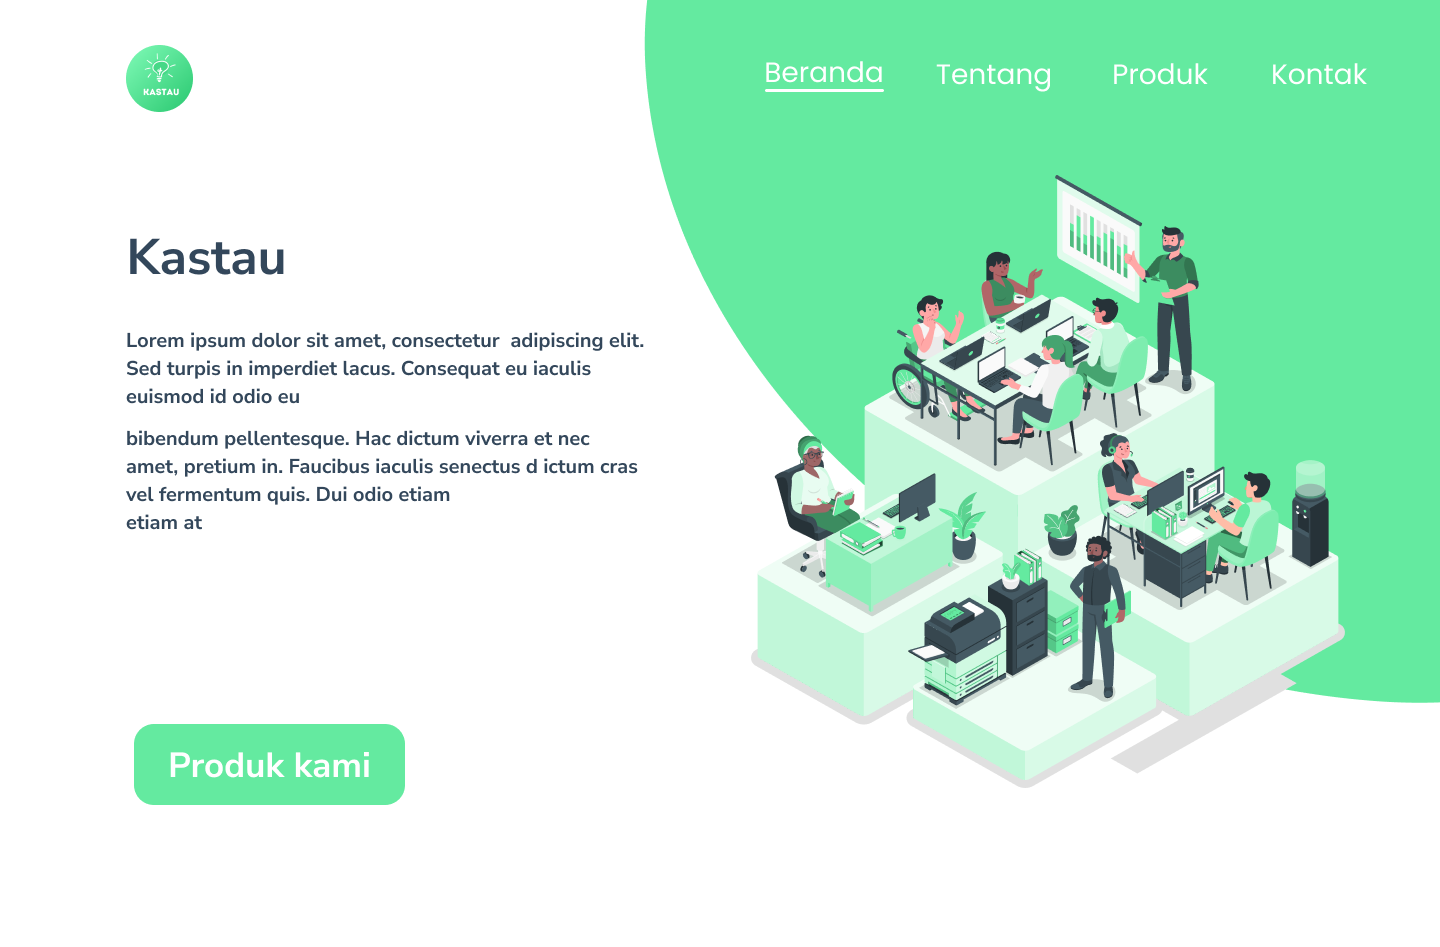 KASTAU
Beranda Tentang Produk Kontak
Kastau
Lorem ipsum dolor sit amet, consectetur  adipiscing elit.
Sed turpis in imperdiet lacus. Consequat eu iaculis
euismod id odio eu
bibendum pellentesque. Hac dictum viverra et nec
amet, pretium in. Faucibus iaculis senectus d ictum cras
vel fermentum quis. Dui odio etiam
etiam at
Produk kami